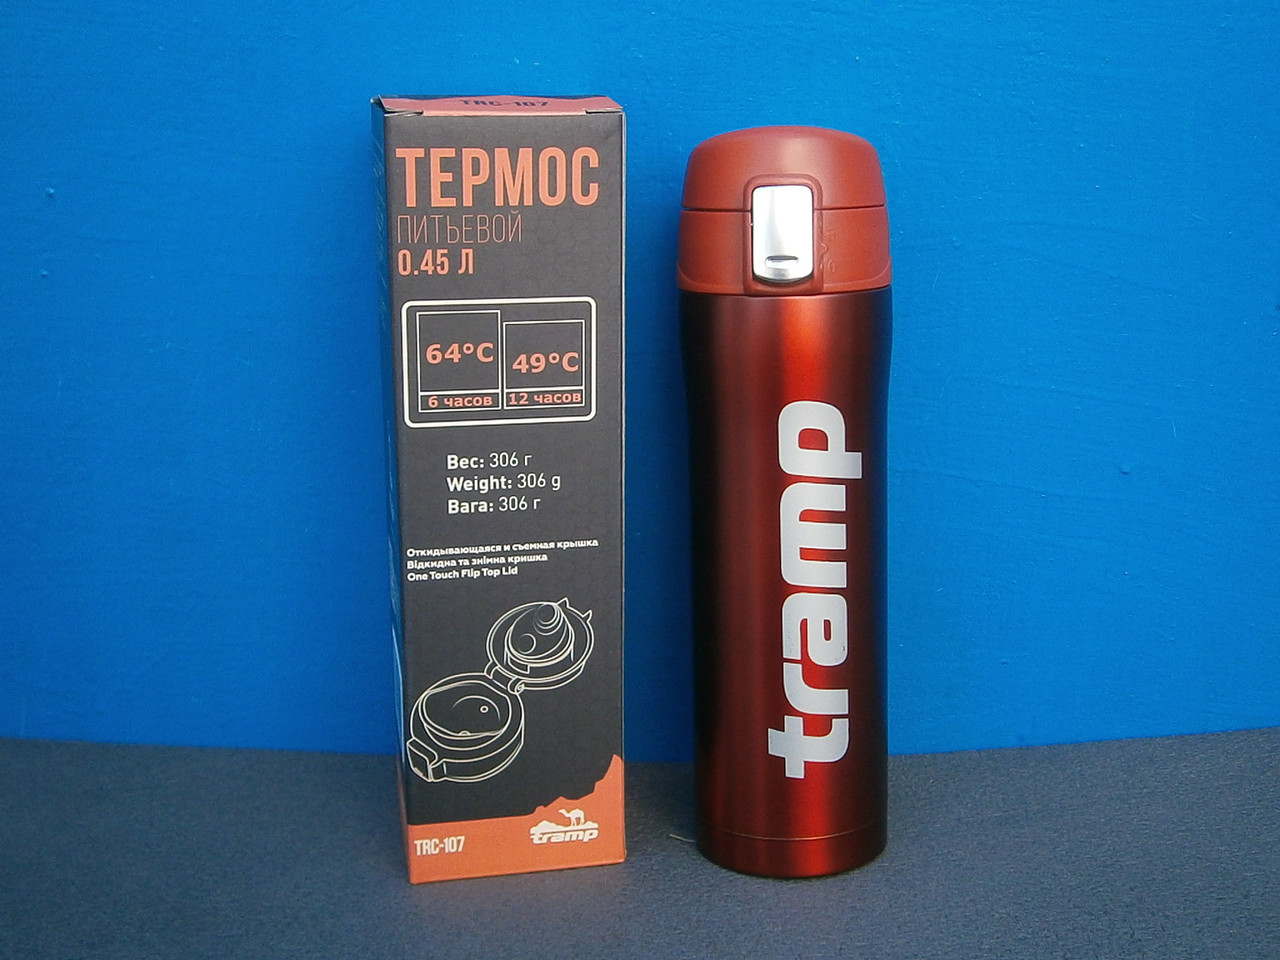 TRC-107
ТЕРМОС
ПИТЬЕВОЙ
0.45 Л
64°C
49°C
6 часов
12 часов
Вес: 306 г
Weight: 306 g
Вага: 306 г
Откидывающаяся и съемная крышка
Відкидна та знімна кришка
One Touch Flip Top Lid
TRC-107
tramp
tramp